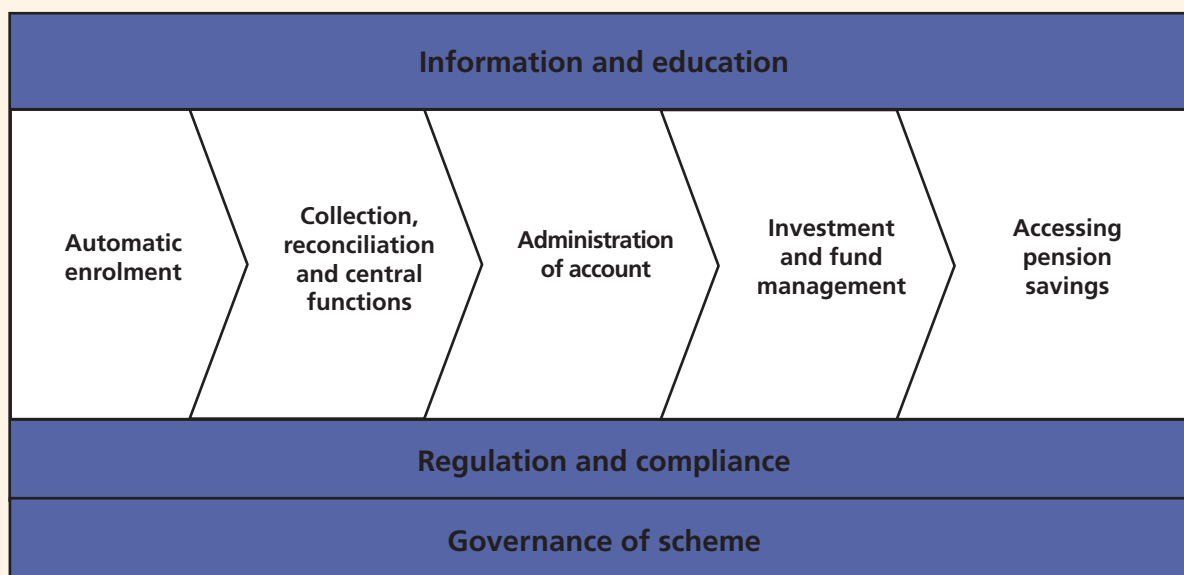 Information and education
Automatic
enrolment
Collection,
reconciliation
and central
functions
Administration
of account
Investment
and fund
management
Accessing
pension
savings
Regulation and compliance
Governance of scheme